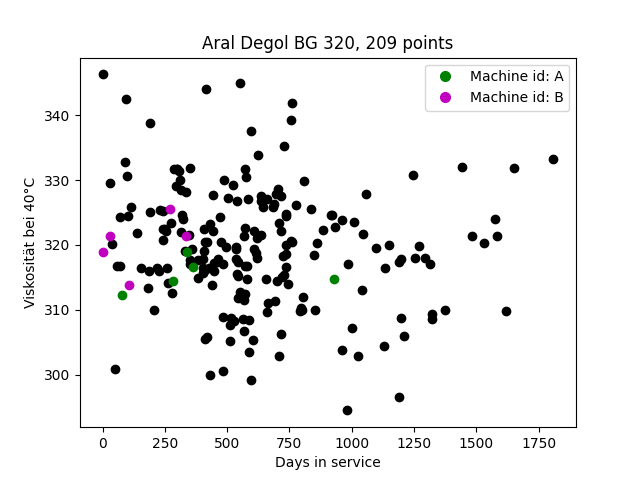 Aral Degol BG 320, 209 points
Machine id: A
Machine id: B
Viskosität bei 40°C
340
330
320
310
300
0 250 500 750 1000 1250 1500 1750
Days in service